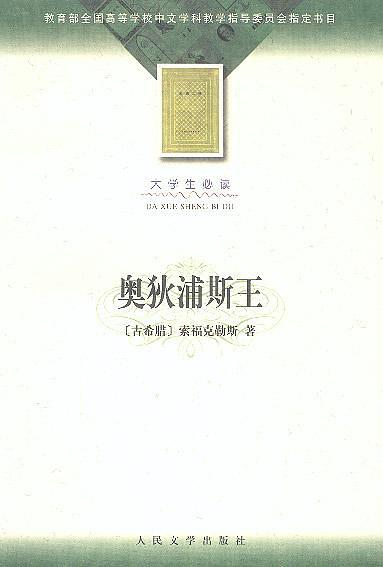 教育部全国高等学校中文学科教学指导委员会指定书目
大学生必读
DA XUE SHENG BI DU
奥狄浦斯王
〔古希腊〕索福克勒斯 著
人民文学出版社